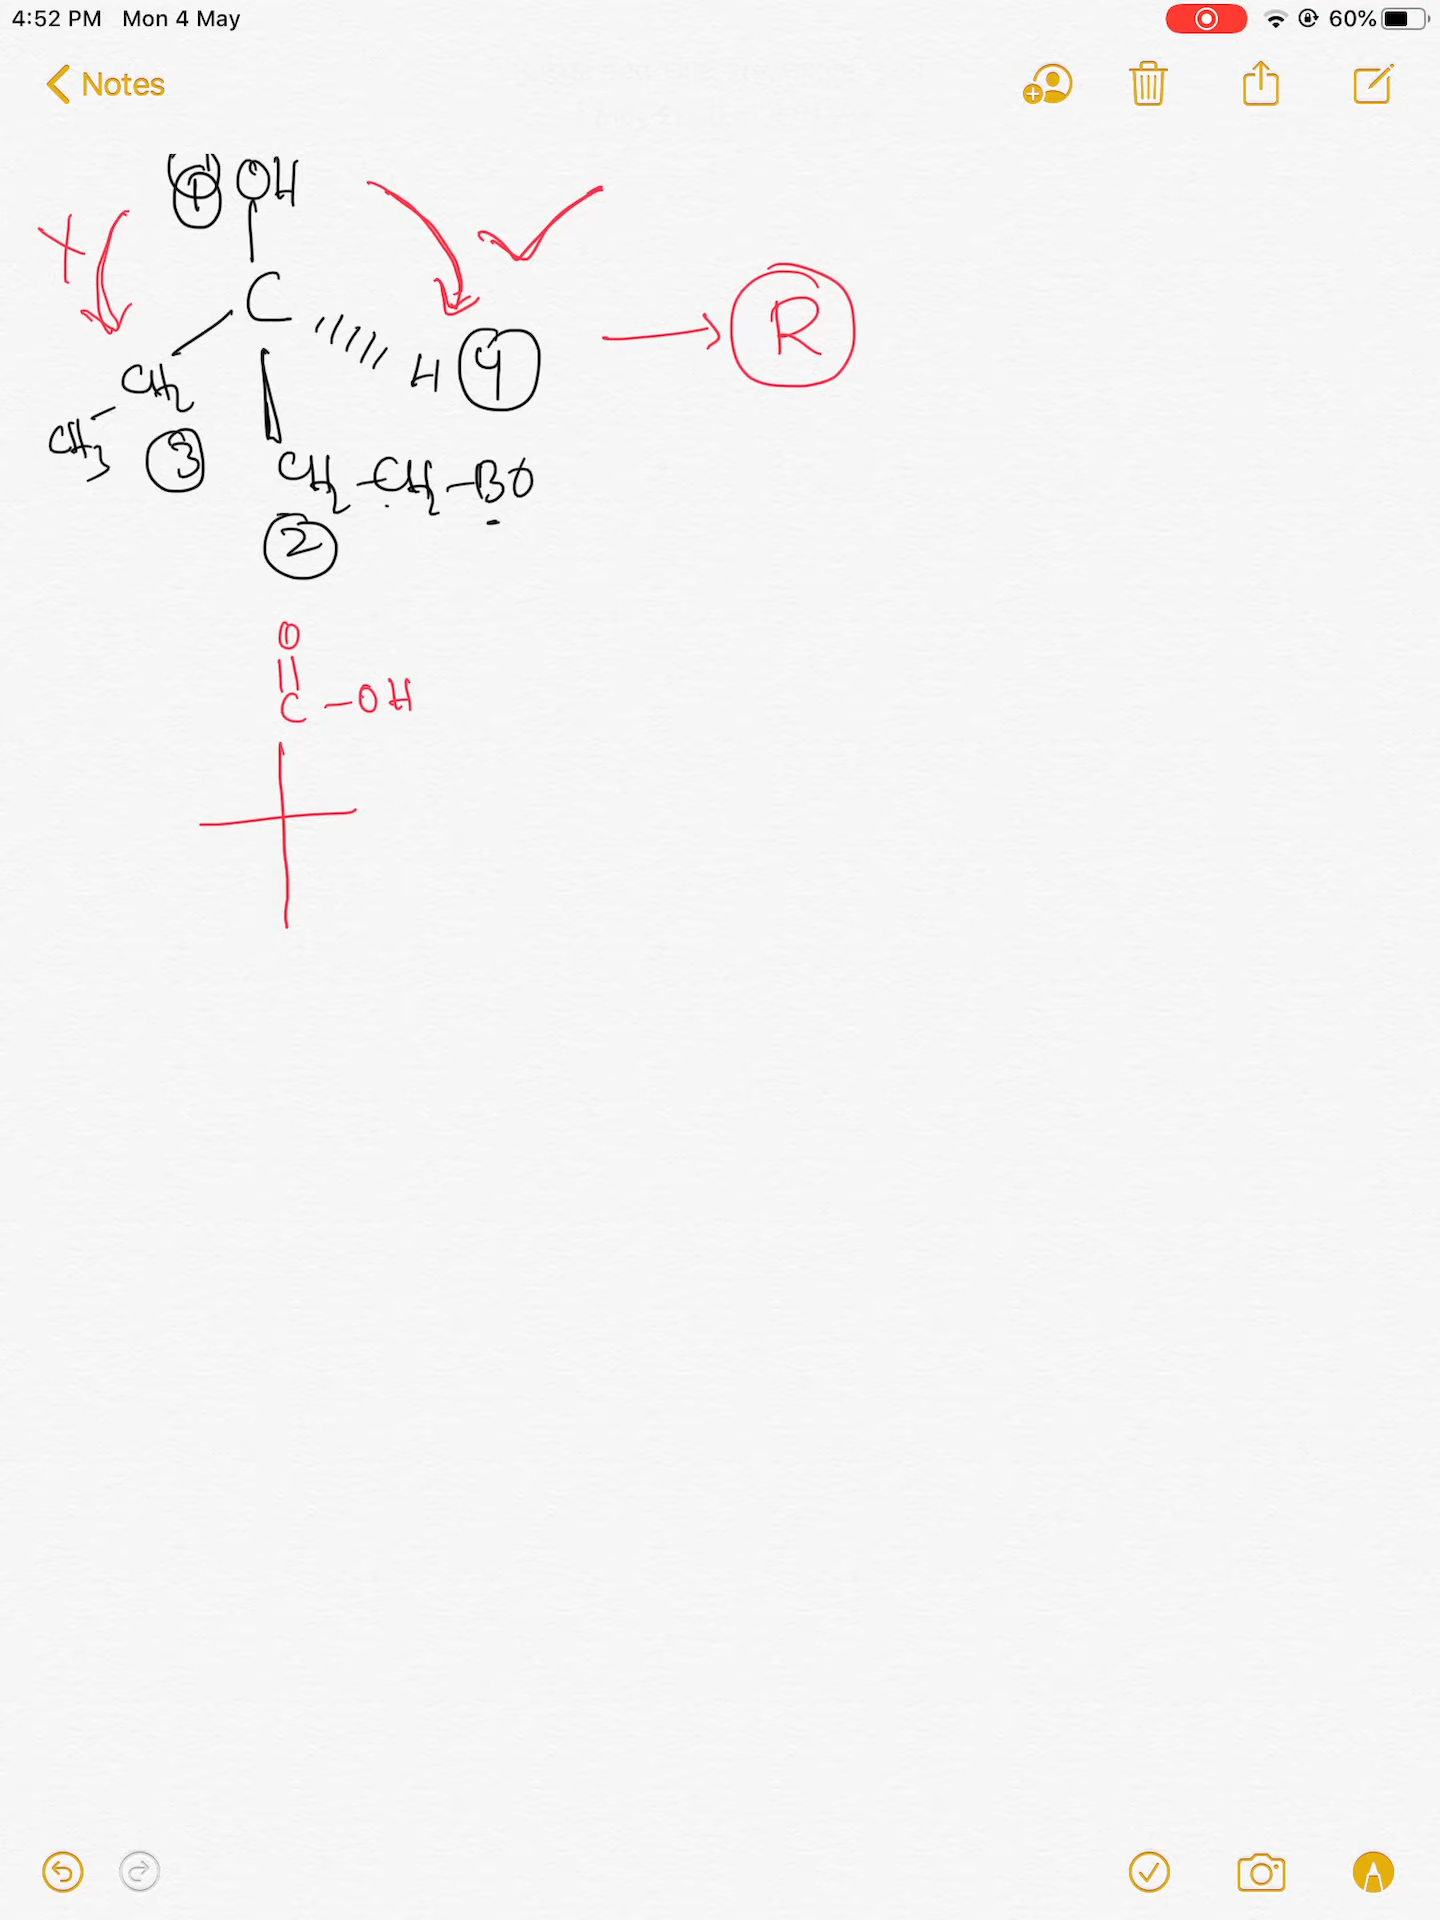 4:52 PM Mon 4 May
60%
Notes
1 OH
C
H 4
CH2
CH3 3
CH2-CH2-Br
2
R
O
C-OH